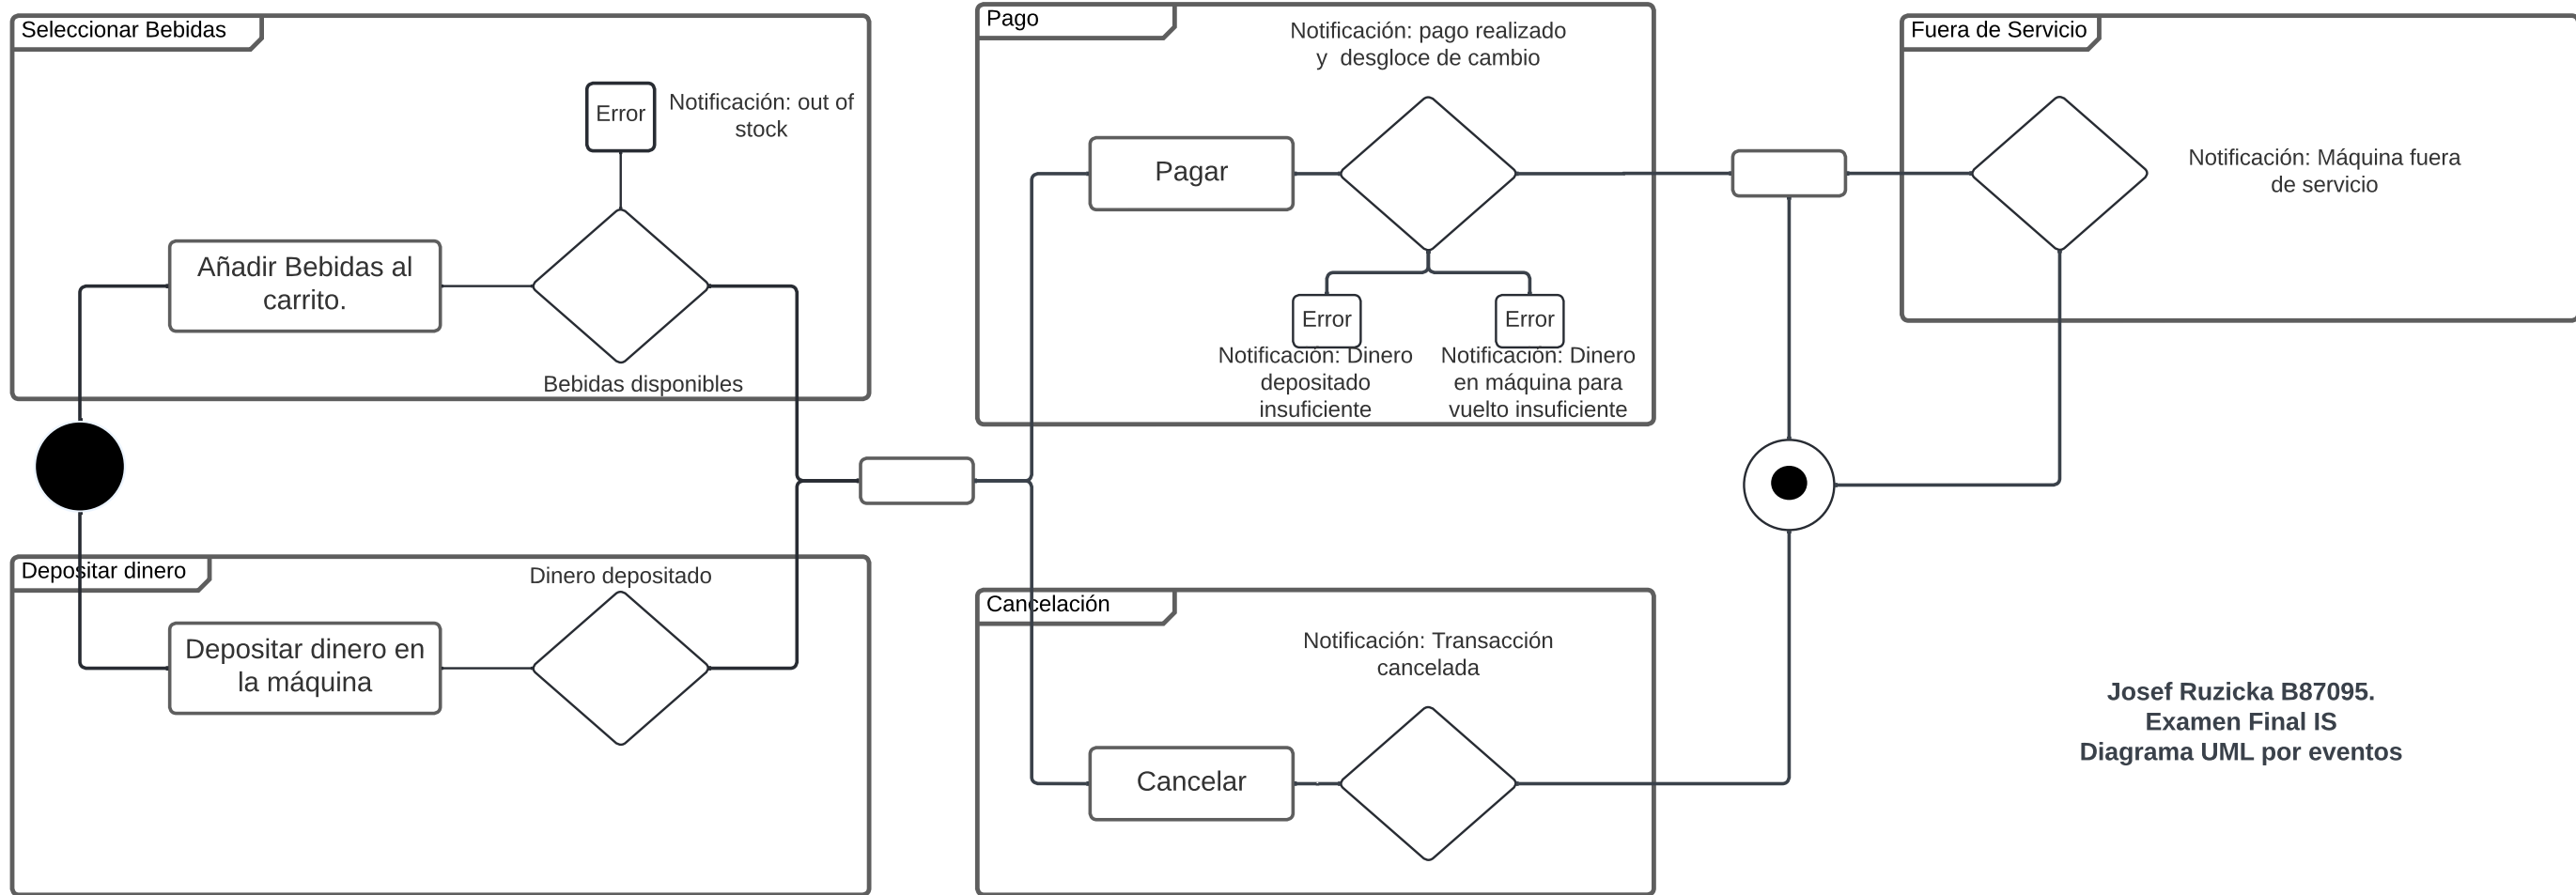 Seleccionar Bebidas
Error
Notificación: out of
stock
Añadir Bebidas al
carrito.
Bebidas disponibles
Depositar dinero
Dinero depositado
Depositar dinero en
la máquina
Pago
Notificación: pago realizado
y  desgloce de cambio
Pagar
Error
Notificación: Dinero
depositado
insuficiente
Error
Notificación: Dinero
en máquina para
vuelto insuficiente
Cancelación
Notificación: Transacción
cancelada
Cancelar
Fuera de Servicio
Notificación: Máquina fuera
de servicio
Josef Ruzicka B87095.
Examen Final IS
Diagrama UML por eventos